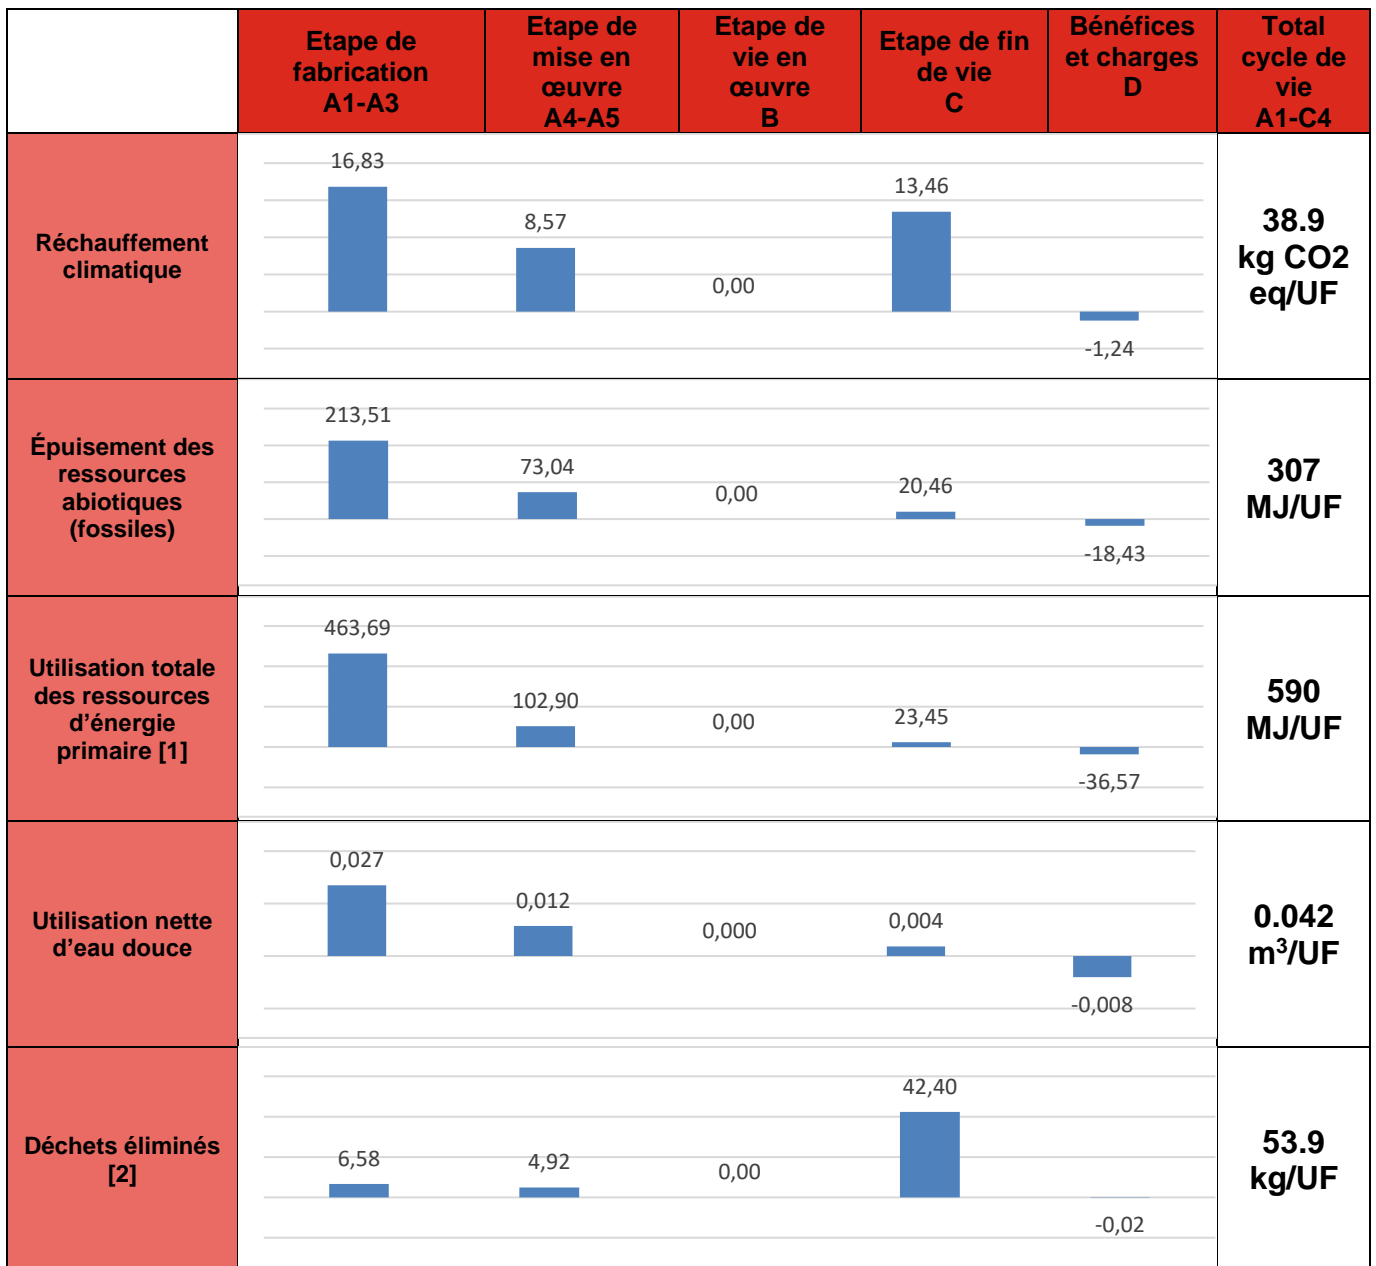 Etape de
fabrication
A1-A3
Etape de
mise en
œuvre
A4-A5
Etape de
vie en
œuvre
B
Etape de fin
de vie
C
Bénéfices
et charges
D
Total
cycle de
vie
A1-C4
Réchauffement
climatique
16,83
8,57
0,00
13,46
-1,24
38.9
kg CO2
eq/UF
Épuisement des
ressources
abiotiques
(fossiles)
213,51
73,04
0,00
20,46
-18,43
307
MJ/UF
Utilisation totale
des ressources
d’énergie
primaire [1]
463,69
102,90
0,00
23,45
-36,57
590
MJ/UF
Utilisation nette
d’eau douce
0,027
0,012
0,000
0,004
-0,008
0.042
m³/UF
Déchets éliminés
[2]
6,58
4,92
0,00
42,40
-0,02
53.9
kg/UF